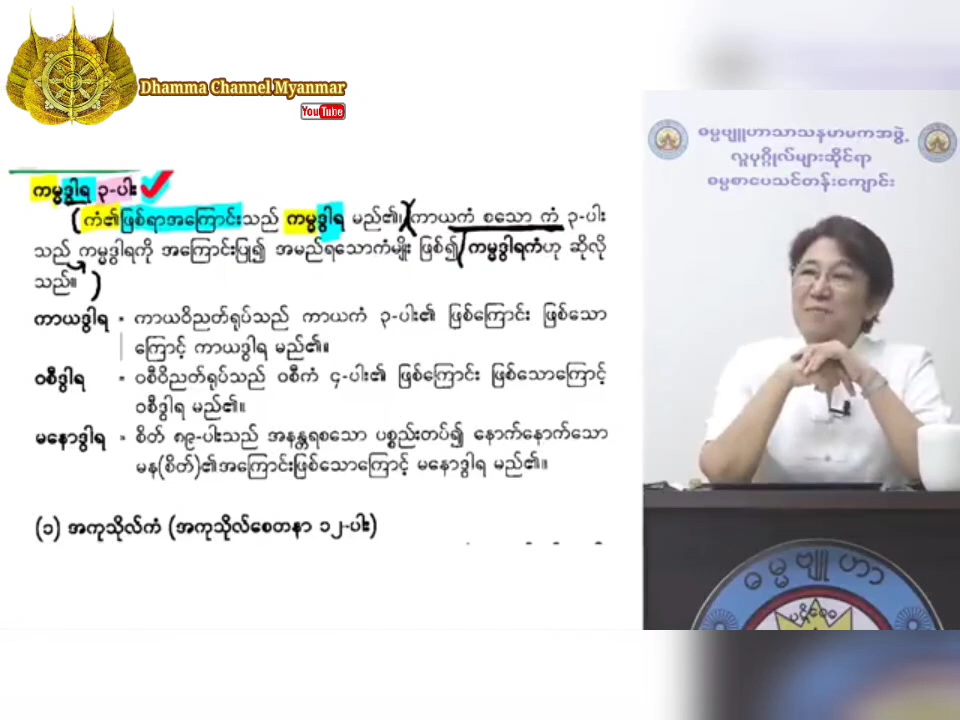 Dhamma Channel Myanmar
YouTube
ဓမ္မဗျူဟာသာသနာမာမကအဖွဲ့
လူပုဂ္ဂိုလ်များဆိုင်ရာ
ဓမ္မစာပေသင်တန်းကျောင်း
ကမ္မဒွါရ ၃-ပါး
ကံ၏ဖြစ်ရာအကြောင်းသည် ကမ္မဒွါရ မည်၏။ ကာယကံ စသော ကံ ၃-ပါး
သည် ကမ္မဒွါရကို အကြောင်းပြု၍ အမည်ရသောကံမျိုး ဖြစ်၍ ကမ္မဒွါရကံဟု ဆိုလို
သည်။
ကာယဒွါရ - ကာယဝိညတ်ရုပ်သည် ကာယကံ ၃-ပါး၏ ဖြစ်ကြောင်း ဖြစ်သော
ကြောင့် ကာယဒွါရ မည်၏။
ဝစီဒွါရ - ဝစီဝိညတ်ရုပ်သည် ဝစီကံ ၄-ပါး၏ ဖြစ်ကြောင်း ဖြစ်သောကြောင့်
ဝစီဒွါရ မည်၏။
မနောဒွါရ - စိတ် ၈၉-ပါးသည် အနန္တရစသော ပစ္စည်းတပ်၍ နောက်နောက်သော
မန(စိတ်)၏အကြောင်းဖြစ်သောကြောင့် မနောဒွါရ မည်၏။
(၁) အကုသိုလ်ကံ (အကုသိုလ်စေတနာ ၁၂-ပါး)
ဓမ္မဗျူဟာ